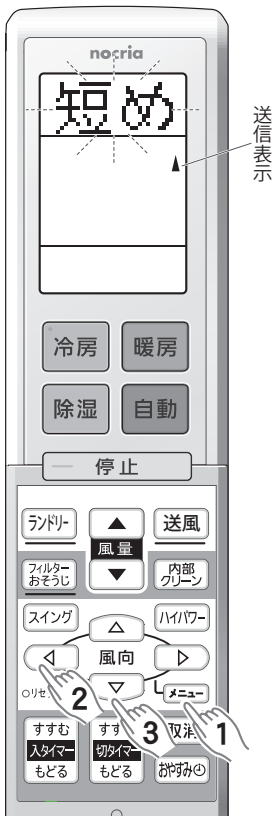 nocria
短め
送信表示
冷房 暖房
除湿 自動
停止
ランドリー ▲ 送風
風量
フィルター おそうじ ▼ 内部クリーン
スイング △ ハイパワー
◁ 風向 ▷
2 ▽ メニュー
3 取消 1
すすむ
入タイマー 切タイマー
もどる もどる おやすみ